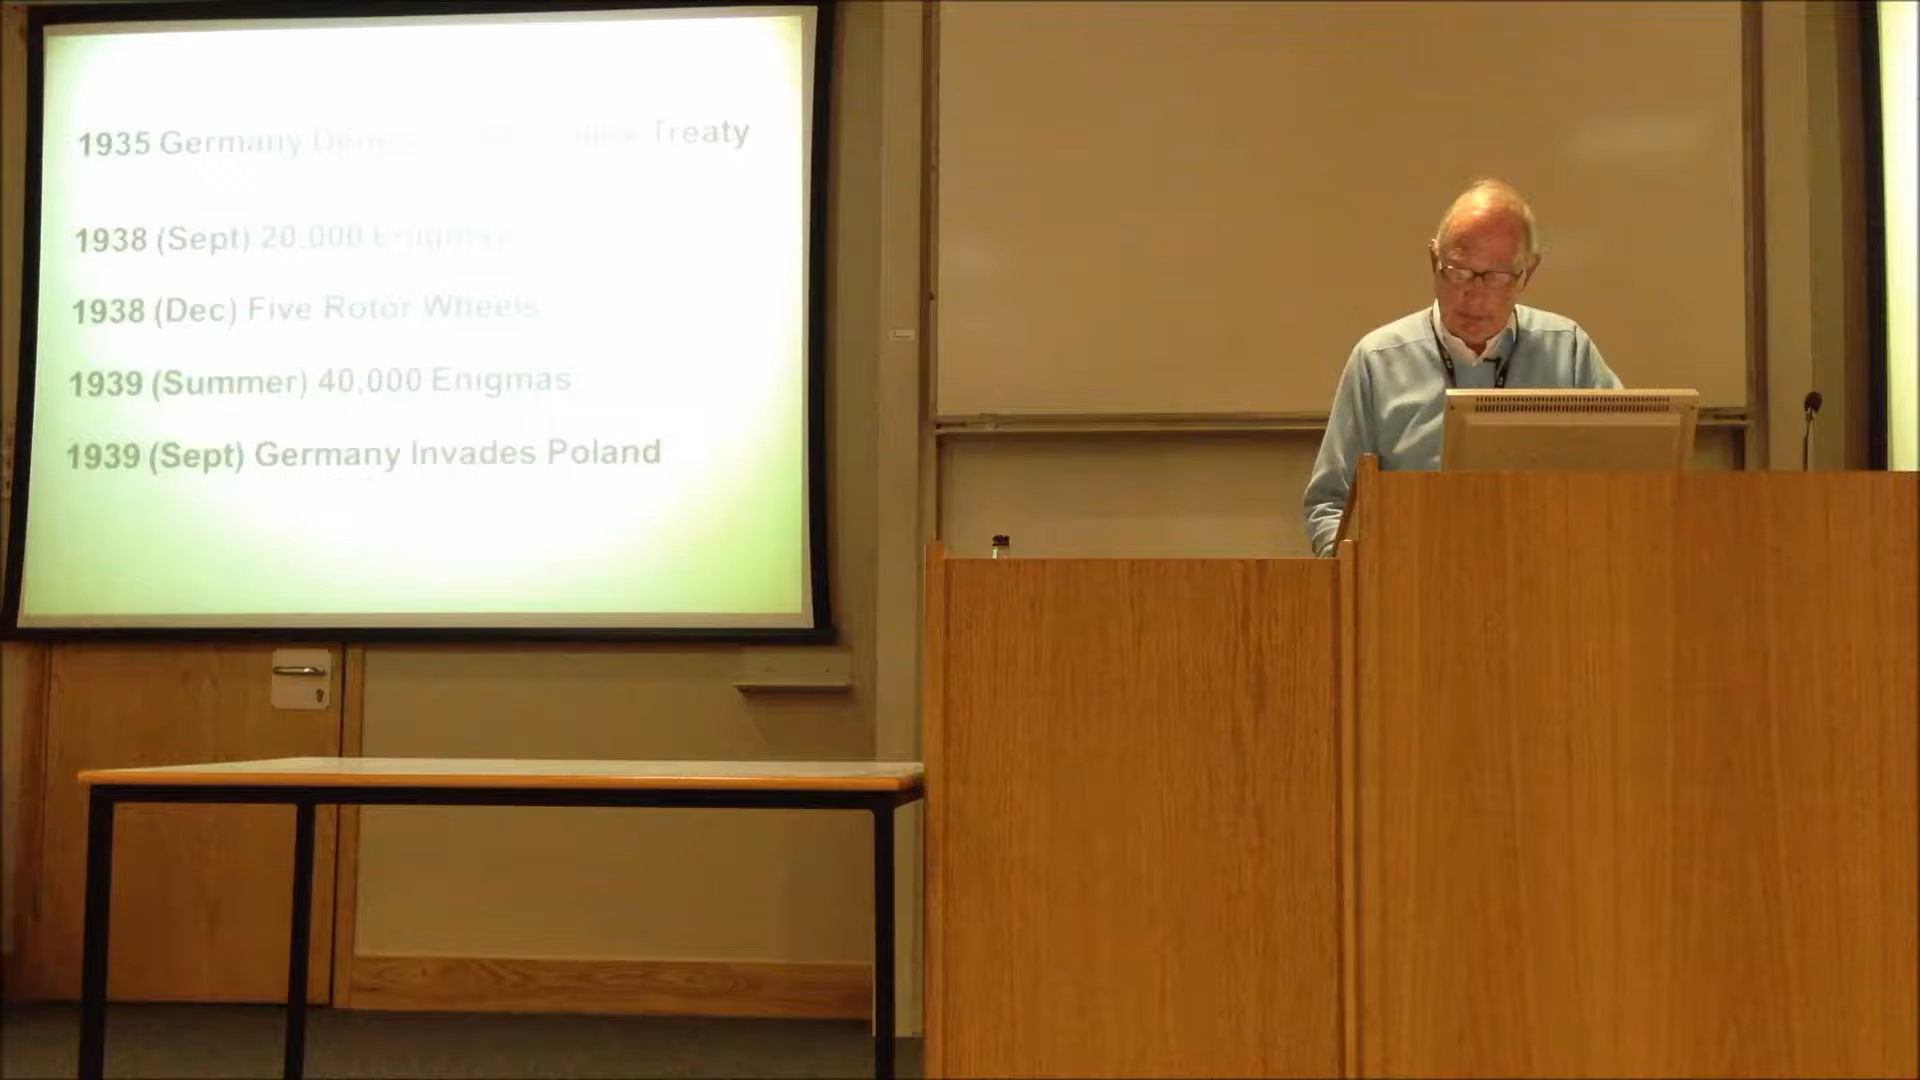 1935 Germany Treaty
1938 (Sept) 20,000 Enigmas
1938 (Dec) Five Rotor Wheels
1939 (Summer) 40,000 Enigmas
1939 (Sept) Germany Invades Poland